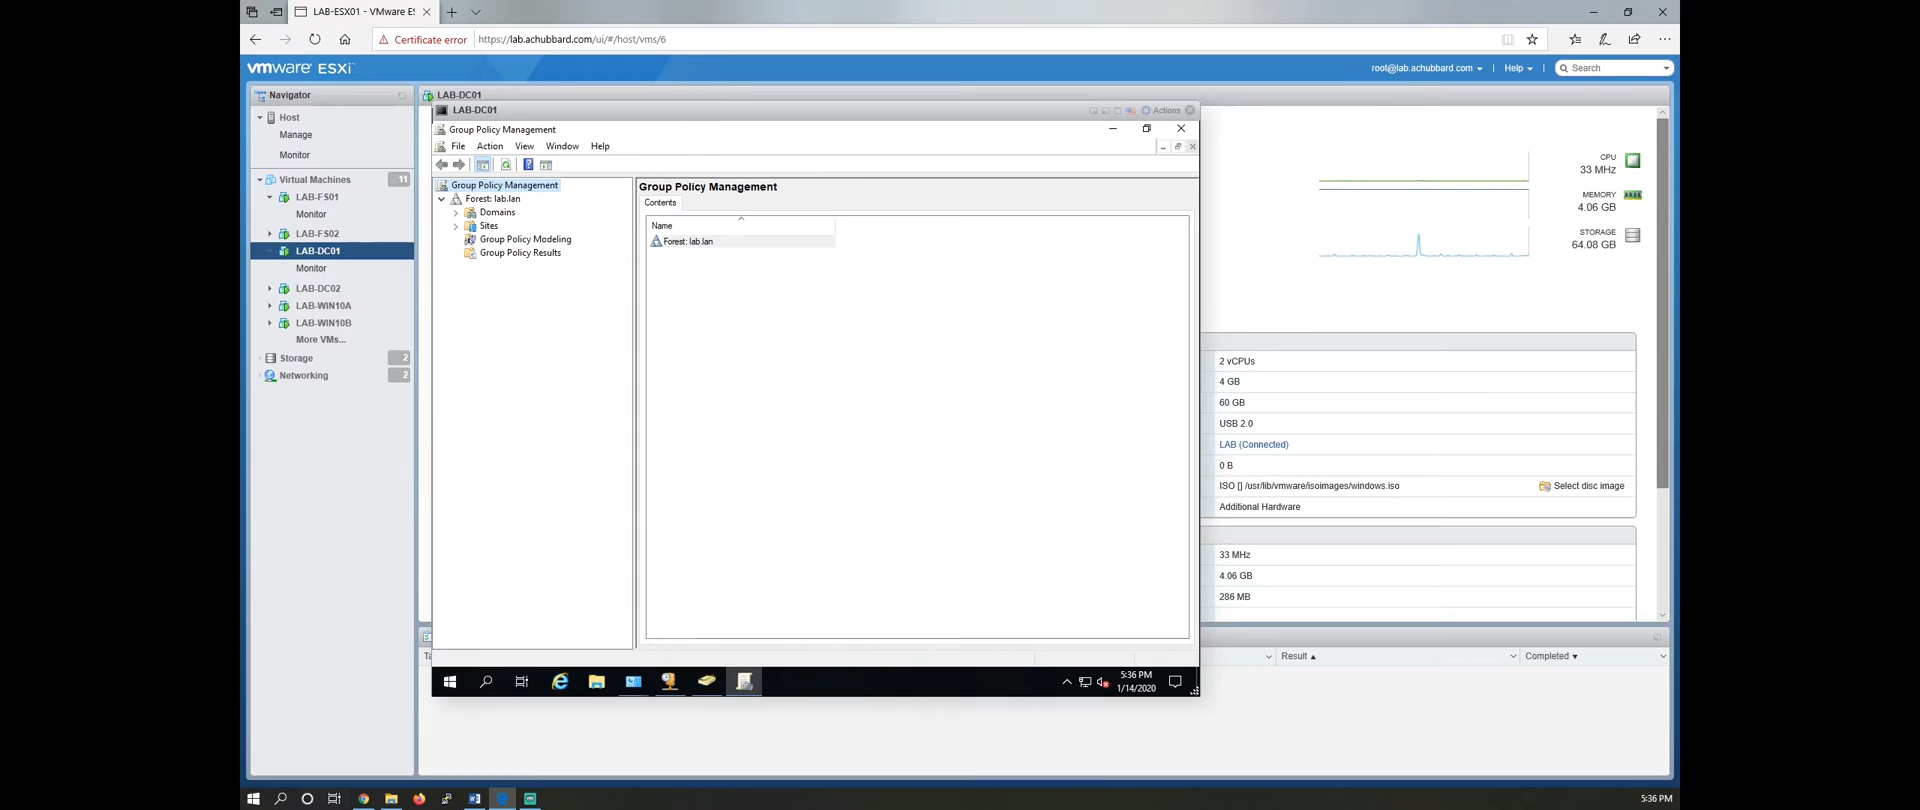 LAB-ESX01 - VMware ES
Certificate error
https://lab.achubbard.com/ui/#/host/vms/6
vmware ESXi
root@lab.achubbard.com
Help
Search
Navigator
Host
Manage
Monitor
Virtual Machines 11
LAB-FS01
Monitor
LAB-FS02
LAB-DC01
Monitor
LAB-DC02
LAB-WIN10A
LAB-WIN10B
More VMs...
Storage 2
Networking 2
LAB-DC01
LAB-DC01
Actions
Group Policy Management
File Action View Window Help
Group Policy Management
Forest: lab.lan
Domains
Sites
Group Policy Modeling
Group Policy Results
Group Policy Management
Contents
Name
Forest: lab.lan
5:36 PM
1/14/2020
CPU
33 MHz
MEMORY
4.06 GB
STORAGE
64.08 GB
2 vCPUs
4 GB
60 GB
USB 2.0
LAB (Connected)
0 B
ISO [] /usr/lib/vmware/isoimages/windows.iso
Select disc image
Additional Hardware
33 MHz
4.06 GB
286 MB
Result
Completed
5:36 PM